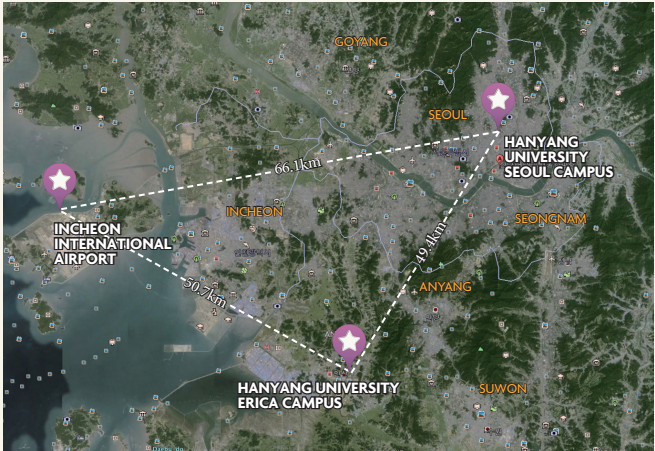 GOYANG
SEOUL
HANYANG
UNIVERSITY
SEOUL CAMPUS
66.1km
INCHEON
INTERNATIONAL
AIRPORT
INCHEON
SEONGNAM
49.4km
50.7km
ANYANG
HANYANG UNIVERSITY
ERICA CAMPUS
SUWON